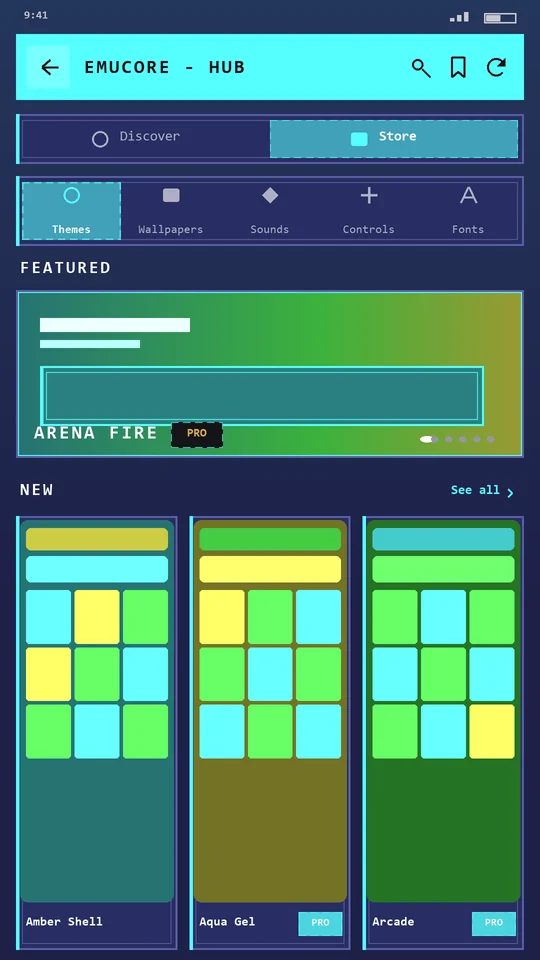 9:41
EMUCORE - HUB
Discover
Store
Themes
Wallpapers
Sounds
Controls
Fonts
FEATURED
ARENA FIRE
PRO
NEW
See all
Amber Shell
Aqua Gel
PRO
Arcade
PRO